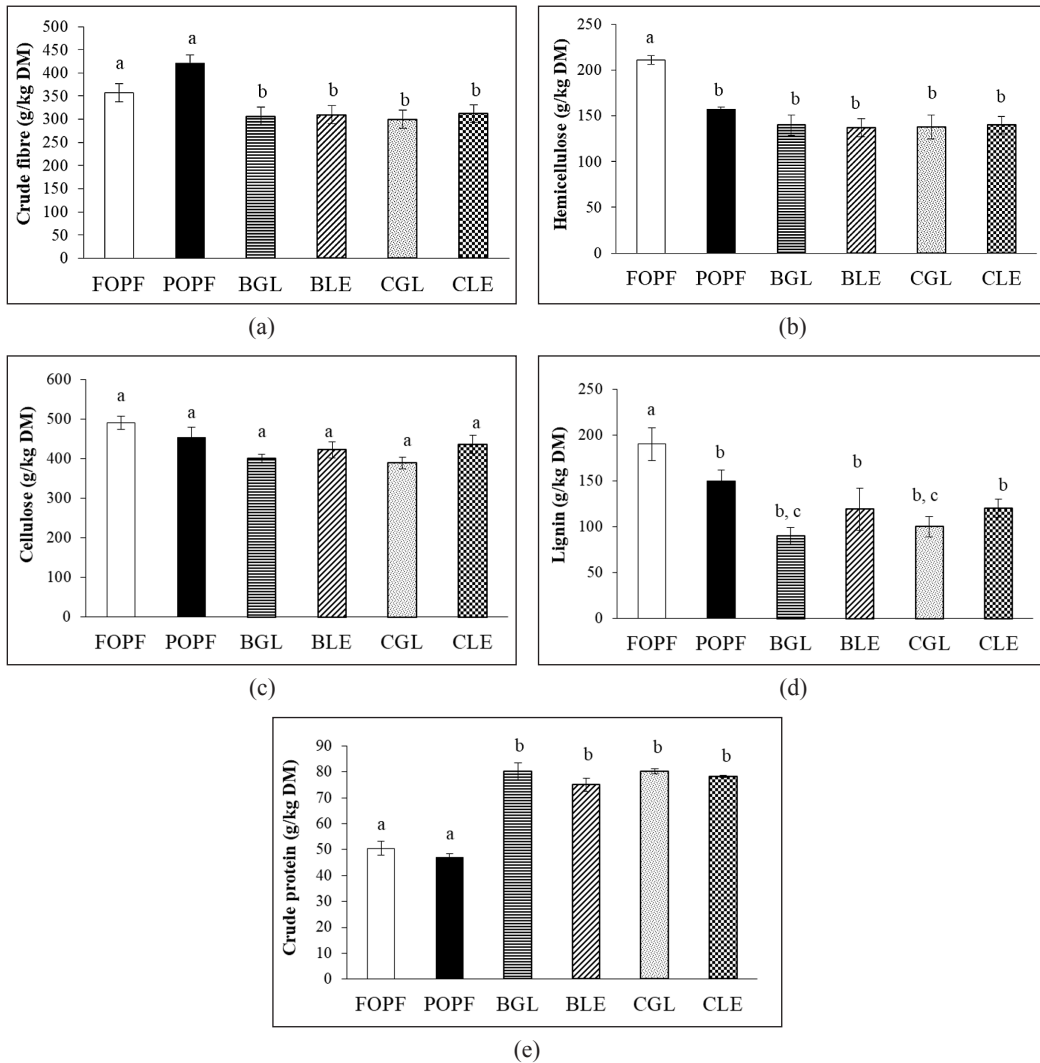 Crude fibre (g/kg DM)
500
450
400
350
300
250
200
150
100
50
0
a
a
b
b
b
b
FOPF POPF BGL BLE CGL CLE
(a)
Hemicellulose (g/kg DM)
250
200
150
100
50
0
a
b
b
b
b
b
FOPF POPF BGL BLE CGL CLE
(b)
Cellulose (g/kg DM)
600
500
400
300
200
100
0
a
a
a
a
a
a
FOPF POPF BGL BLE CGL CLE
(c)
Lignin (g/kg DM)
250
200
150
100
50
0
a
b
b, c
b
b, c
b
FOPF POPF BGL BLE CGL CLE
(d)
Crude protein (g/kg DM)
90
80
70
60
50
40
30
20
10
0
a
a
b
b
b
b
FOPF POPF BGL BLE CGL CLE
(e)